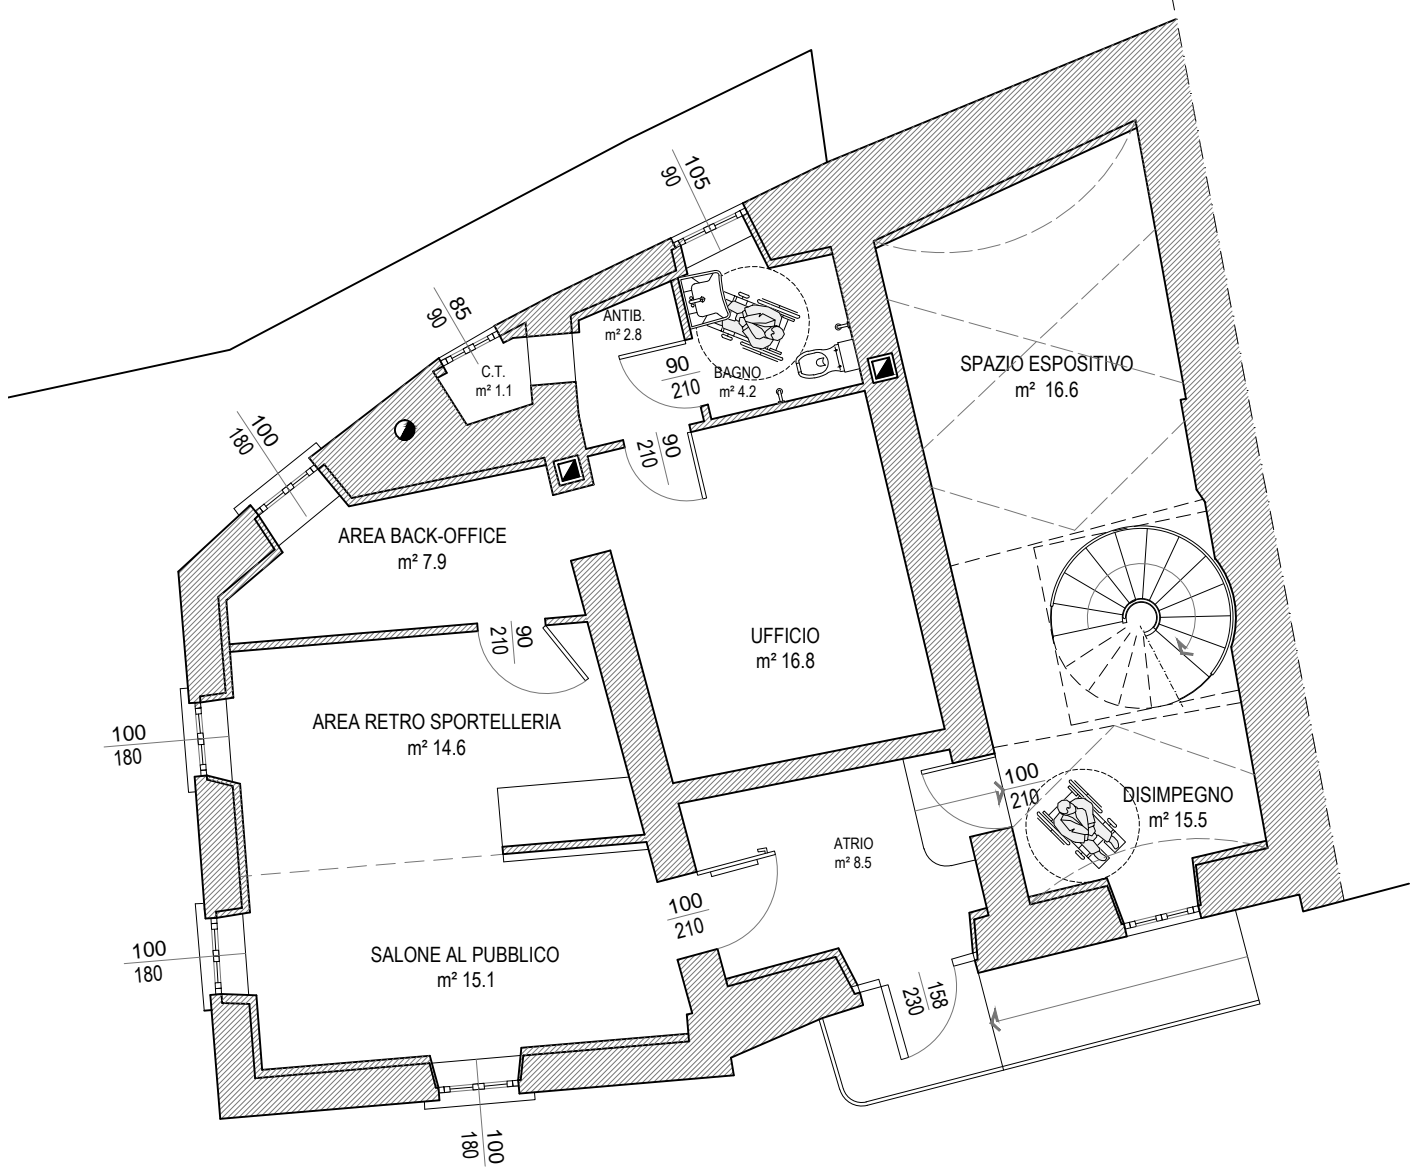 105
90
85
90
ANTIB.
m² 2.8
C.T.
m² 1.1
90
210
BAGNO
m² 4.2
SPAZIO ESPOSITIVO
m² 16.6
100
180
90
210
AREA BACK-OFFICE
m² 7.9
90
210
UFFICIO
m² 16.8
AREA RETRO SPORTELLERIA
m² 14.6
100
180
100
210
DISIMPEGNO
m² 15.5
ATRIO
m² 8.5
100
210
100
180
SALONE AL PUBBLICO
m² 15.1
158
230
100
180